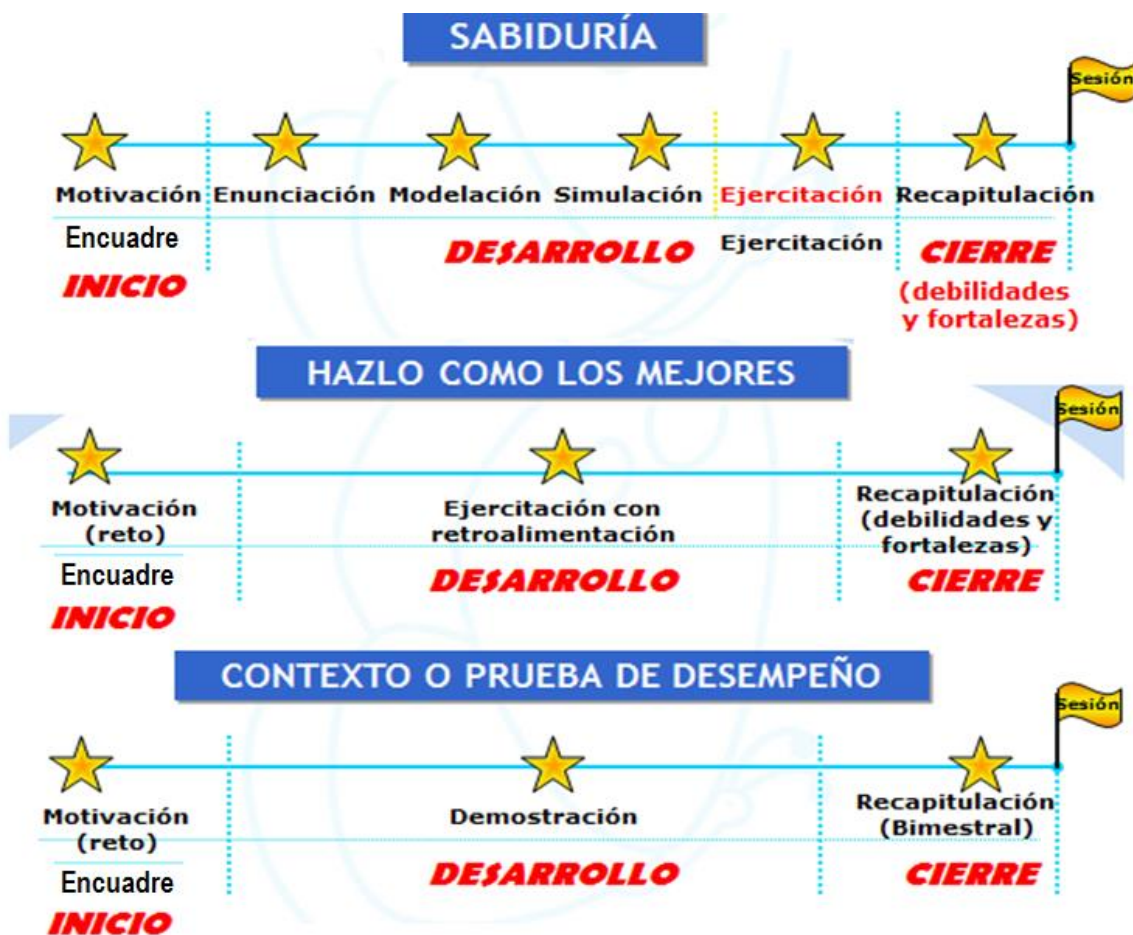 SABIDURÍA
Sesión
Motivación Enunciación Modelación Simulación Ejercitación Recapitulación
Encuadre DESARROLLO Ejercitación CIERRE
INICIO (debilidades
y fortalezas)
HAZLO COMO LOS MEJORES
Sesión
Motivación Ejercitación con Recapitulación
(reto) retroalimentación (debilidades y
fortalezas)
Encuadre DESARROLLO CIERRE
INICIO
CONTEXTO O PRUEBA DE DESEMPEÑO
Sesión
Motivación Demostración Recapitulación
(reto) (Bimestral)
Encuadre DESARROLLO CIERRE
INICIO